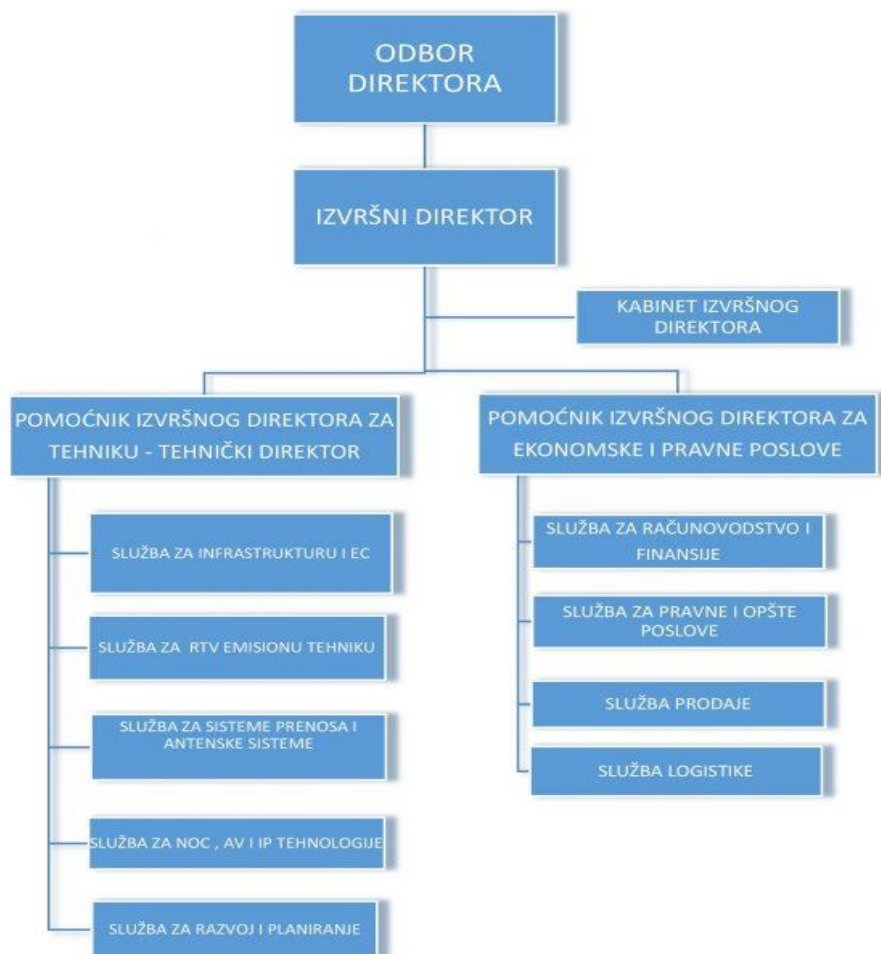 ODBOR
DIREKTORA
IZVRŠNI DIREKTOR
KABINET IZVRŠNOG
DIREKTORA
POMOĆNIK IZVRŠNOG DIREKTORA ZA
TEHNIKU - TEHNIČKI DIREKTOR
SLUŽBA ZA INFRASTRUKTURU I EC
SLUŽBA ZA RTV EMISIONU TEHNIKU
SLUŽBA ZA SISTEME PRENOSA I
ANTENSKE SISTEME
SLUŽBA ZA NOC , AV I IP TEHNOLOGIJE
SLUŽBA ZA RAZVOJ I PLANIRANJE
POMOĆNIK IZVRŠNOG DIREKTORA ZA
EKONOMSKE I PRAVNE POSLOVE
SLUŽBA ZA RAČUNOVODSTVO I
FINANSIJE
SLUŽBA ZA PRAVNE I OPŠTE
POSLOVE
SLUŽBA PRODAJE
SLUŽBA LOGISTIKE